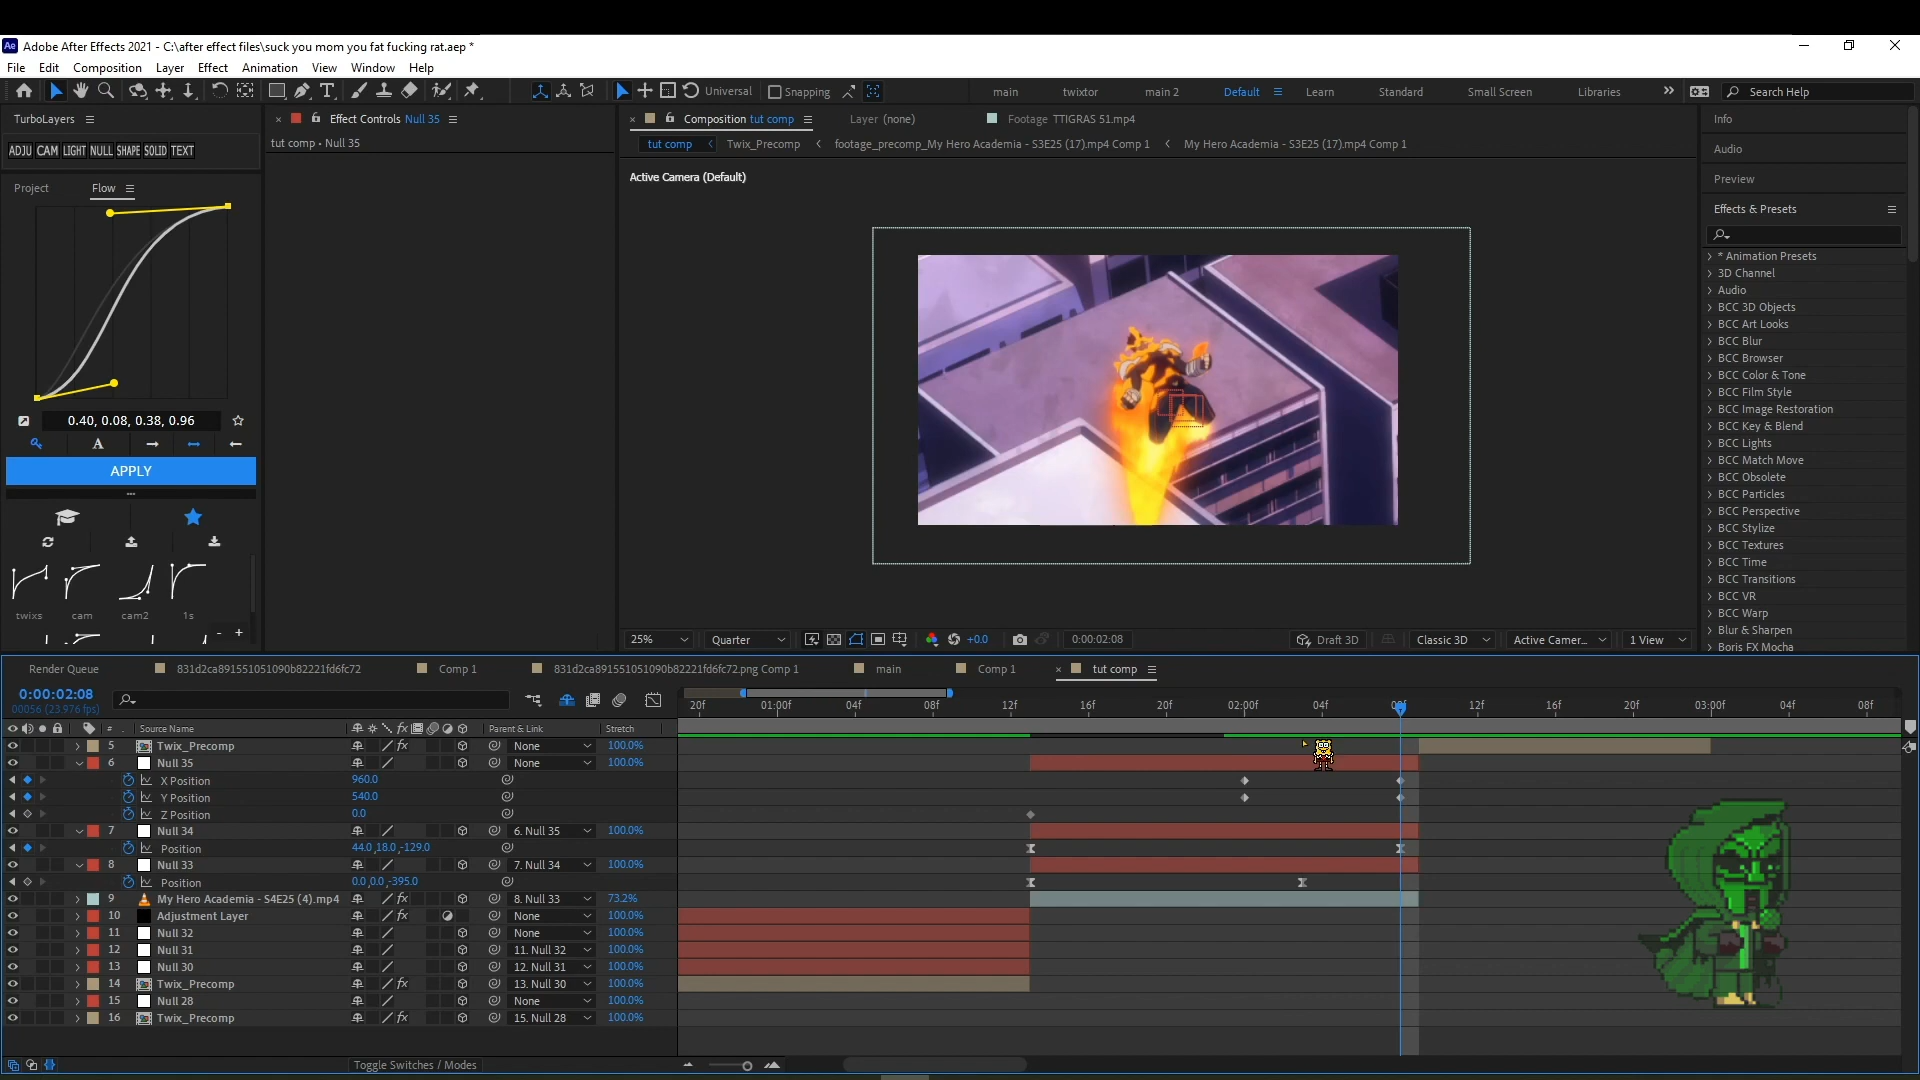 Ae Adobe After Effects 2021 - C:\after effect files\suck you mom you fat fucking rat.aep *
File Edit Composition Layer Effect Animation View Window Help
Universal Snapping main twixtor main 2 Default Learn Standard Small Screen Libraries Search Help
TurboLayers
ADJU CAM LIGHT NULL SHAPE SOLID TEXT
Project Flow
0.40, 0.08, 0.38, 0.96
A
APPLY
twixs cam cam2 1s
- +
Effect Controls Null 35
tut comp • Null 35
Composition tut comp Layer (none) Footage TTIGRAS 51.mp4
tut comp Twix_Precomp footage_precomp_My Hero Academia - S3E25 (17).mp4 Comp 1 My Hero Academia - S3E25 (17).mp4 Comp 1
Active Camera (Default)
25% Quarter +0.0 0:00:02:08 Draft 3D Classic 3D Active Camer... 1 View
Info
Audio
Preview
Effects & Presets
* Animation Presets
3D Channel
Audio
BCC 3D Objects
BCC Art Looks
BCC Blur
BCC Browser
BCC Color & Tone
BCC Film Style
BCC Image Restoration
BCC Key & Blend
BCC Lights
BCC Match Move
BCC Obsolete
BCC Particles
BCC Perspective
BCC Stylize
BCC Textures
BCC Time
BCC Transitions
BCC VR
BCC Warp
Blur & Sharpen
Boris FX Mocha
Render Queue 831d2ca891551051090b82221fd6fc72 Comp 1 831d2ca891551051090b82221fd6fc72.png Comp 1 main Comp 1 tut comp
0:00:02:08
00056 (23.976 fps)
20f 01:00f 04f 08f 12f 16f 20f 02:00f 04f 08f 12f 16f 20f 03:00f 04f 08f
# Source Name fx Parent & Link Stretch
5 Twix_Precomp fx None 100.0%
6 Null 35 None 100.0%
X Position 960.0
Y Position 540.0
Z Position 0.0
7 Null 34 6. Null 35 100.0%
Position 44.0,18.0,-129.0
8 Null 33 7. Null 34 100.0%
Position 0.0,0.0,-395.0
9 My Hero Academia - S4E25 (4).mp4 fx 8. Null 33 73.2%
10 Adjustment Layer fx None 100.0%
11 Null 32 None 100.0%
12 Null 31 11. Null 32 100.0%
13 Null 30 12. Null 31 100.0%
14 Twix_Precomp fx 13. Null 30 100.0%
15 Null 28 None 100.0%
16 Twix_Precomp fx 15. Null 28 100.0%
Toggle Switches / Modes